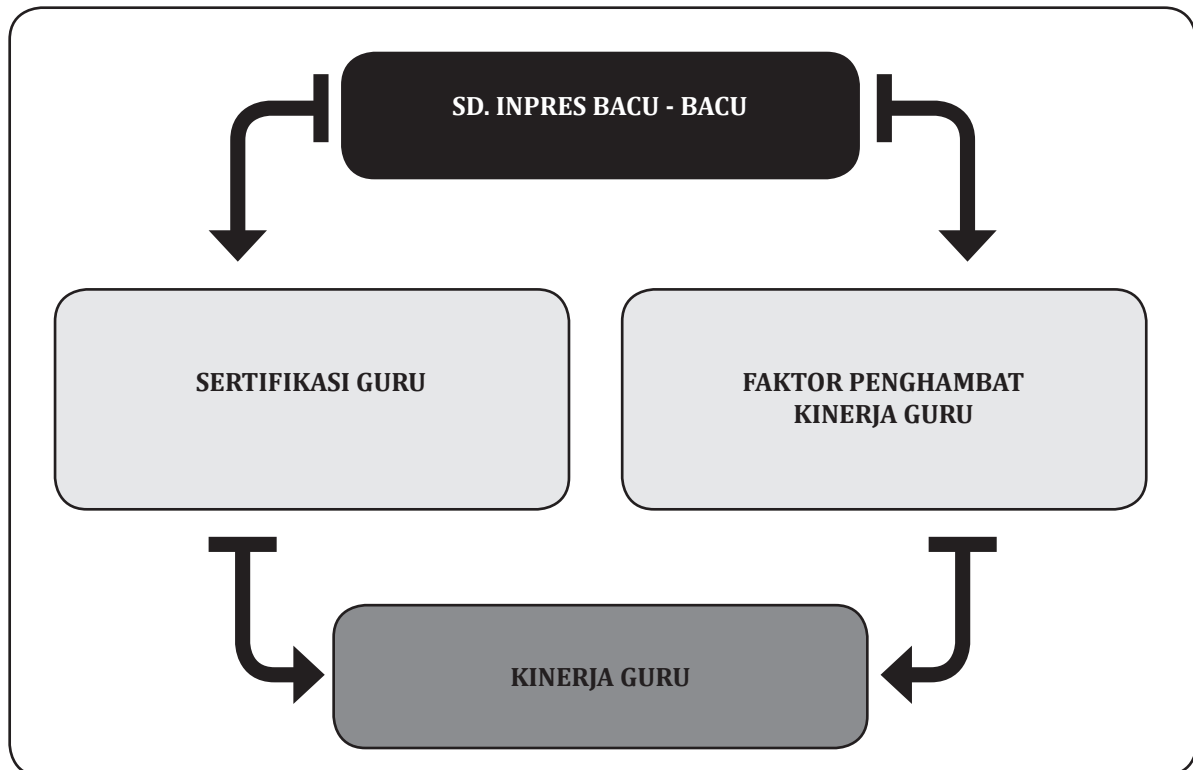 SD. INPRES BACU - BACU
SERTIFIKASI GURU
FAKTOR PENGHAMBAT
KINERJA GURU
KINERJA GURU